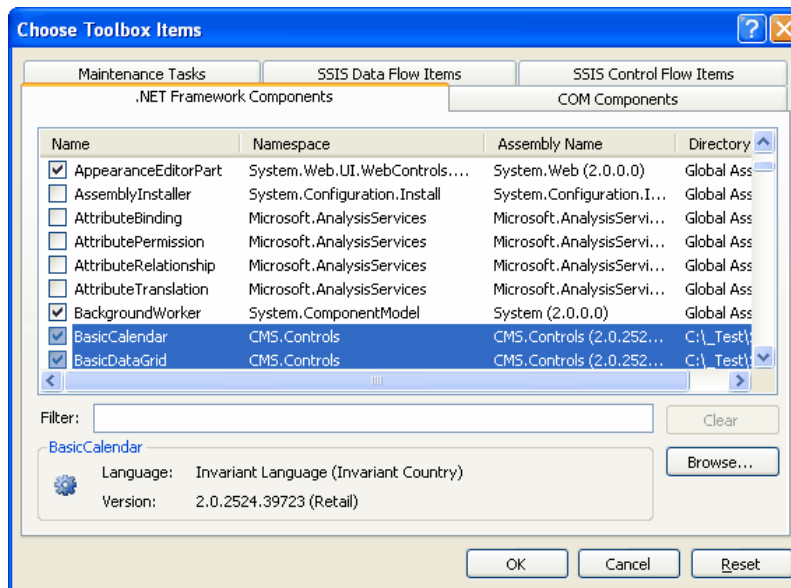 Choose Toolbox Items
Maintenance Tasks SSIS Data Flow Items SSIS Control Flow Items
.NET Framework Components COM Components
Name Namespace Assembly Name Directory
AppearanceEditorPart System.Web.UI.WebControls.... System.Web (2.0.0.0) Global Ass
AssemblyInstaller System.Configuration.Install System.Configuration.I... Global Ass
AttributeBinding Microsoft.AnalysisServices Microsoft.AnalysisServi... Global Ass
AttributePermission Microsoft.AnalysisServices Microsoft.AnalysisServi... Global Ass
AttributeRelationship Microsoft.AnalysisServices Microsoft.AnalysisServi... Global Ass
AttributeTranslation Microsoft.AnalysisServices Microsoft.AnalysisServi... Global Ass
BackgroundWorker System.ComponentModel System (2.0.0.0) Global Ass
BasicCalendar CMS.Controls CMS.Controls (2.0.252... C:\_Test\
BasicDataGrid CMS.Controls CMS.Controls (2.0.252... C:\_Test\
Filter: Clear
BasicCalendar
Browse...
Language: Invariant Language (Invariant Country)
Version: 2.0.2524.39723 (Retail)
OK Cancel Reset